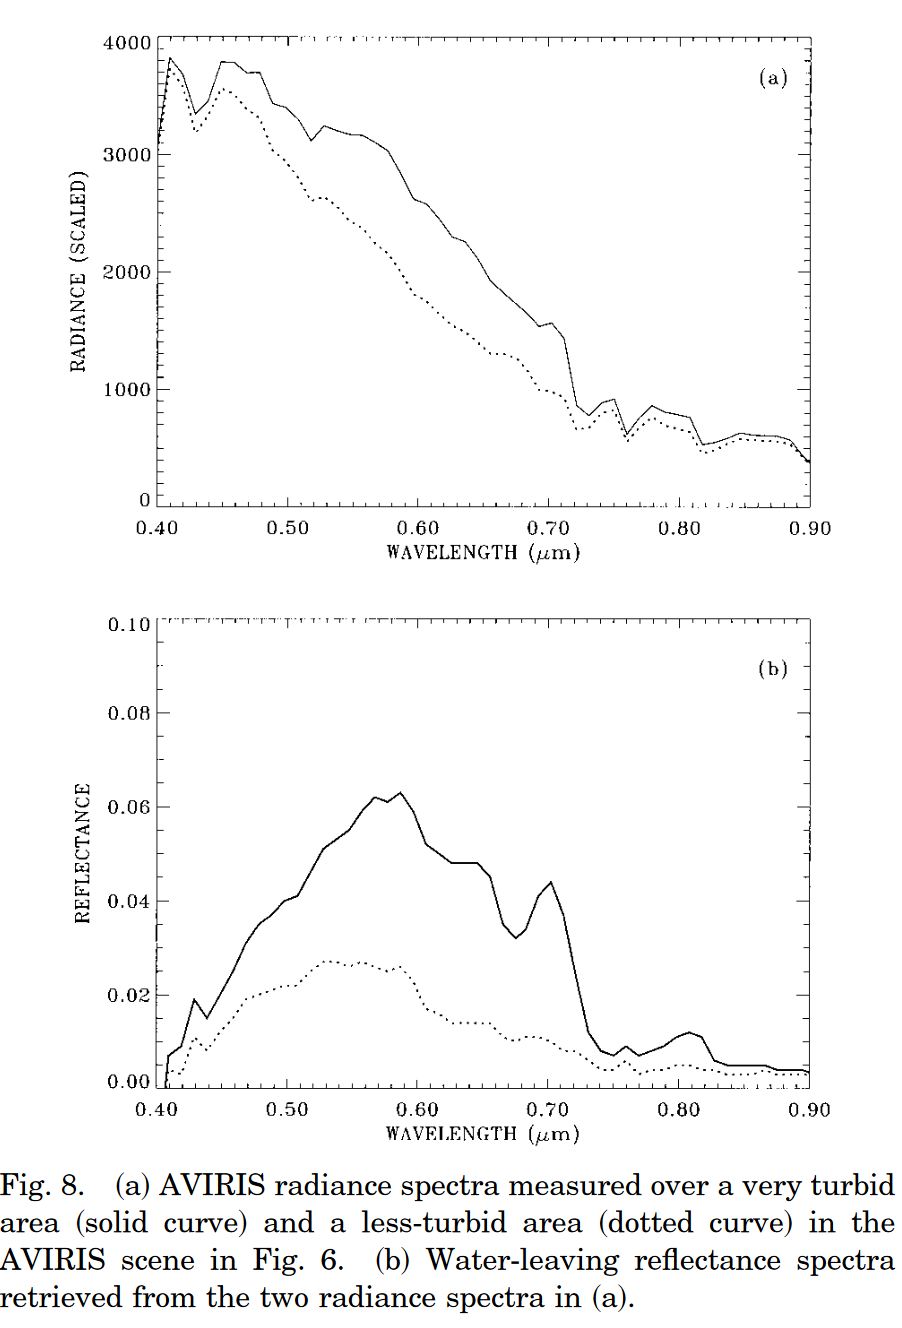 4000
(a)
3000
RADIANCE (SCALED)
2000
1000
0
0.40 0.50 0.60 0.70 0.80 0.90
WAVELENGTH (μm)
0.10
(b)
0.08
0.06
REFLECTANCE
0.04
0.02
0.00
0.40 0.50 0.60 0.70 0.80 0.90
WAVELENGTH (μm)
Fig. 8. (a) AVIRIS radiance spectra measured over a very turbid
area (solid curve) and a less-turbid area (dotted curve) in the
AVIRIS scene in Fig. 6. (b) Water-leaving reflectance spectra
retrieved from the two radiance spectra in (a).